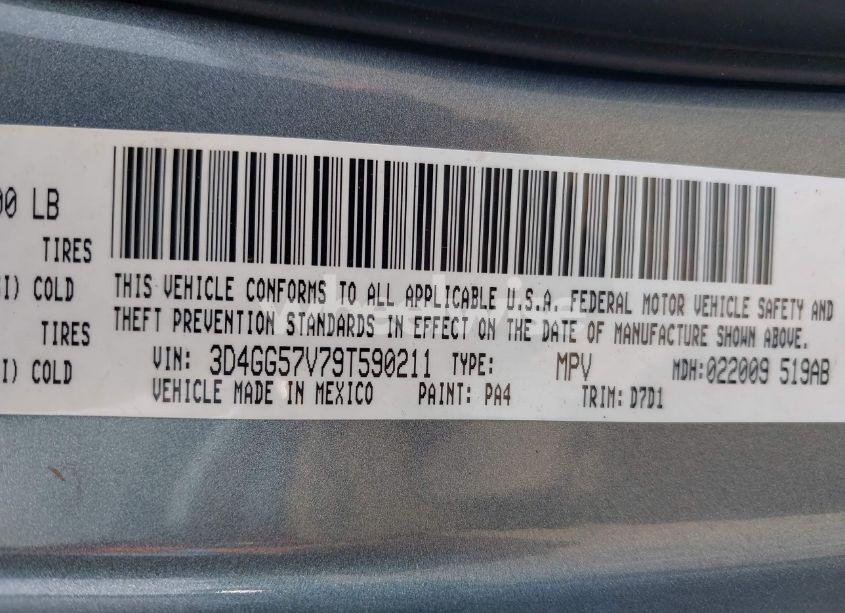 00 LB
TIRES
I) COLD
TIRES
I) COLD
THIS VEHICLE CONFORMS TO ALL APPLICABLE U.S.A. FEDERAL MOTOR VEHICLE SAFETY AND
THEFT PREVENTION STANDARDS IN EFFECT ON THE DATE OF MANUFACTURE SHOWN ABOVE.
VIN: 3D4GG57V79T590211 TYPE: MPV MDH:022009 519AB
VEHICLE MADE IN MEXICO PAINT: PA4 TRIM: D7D1